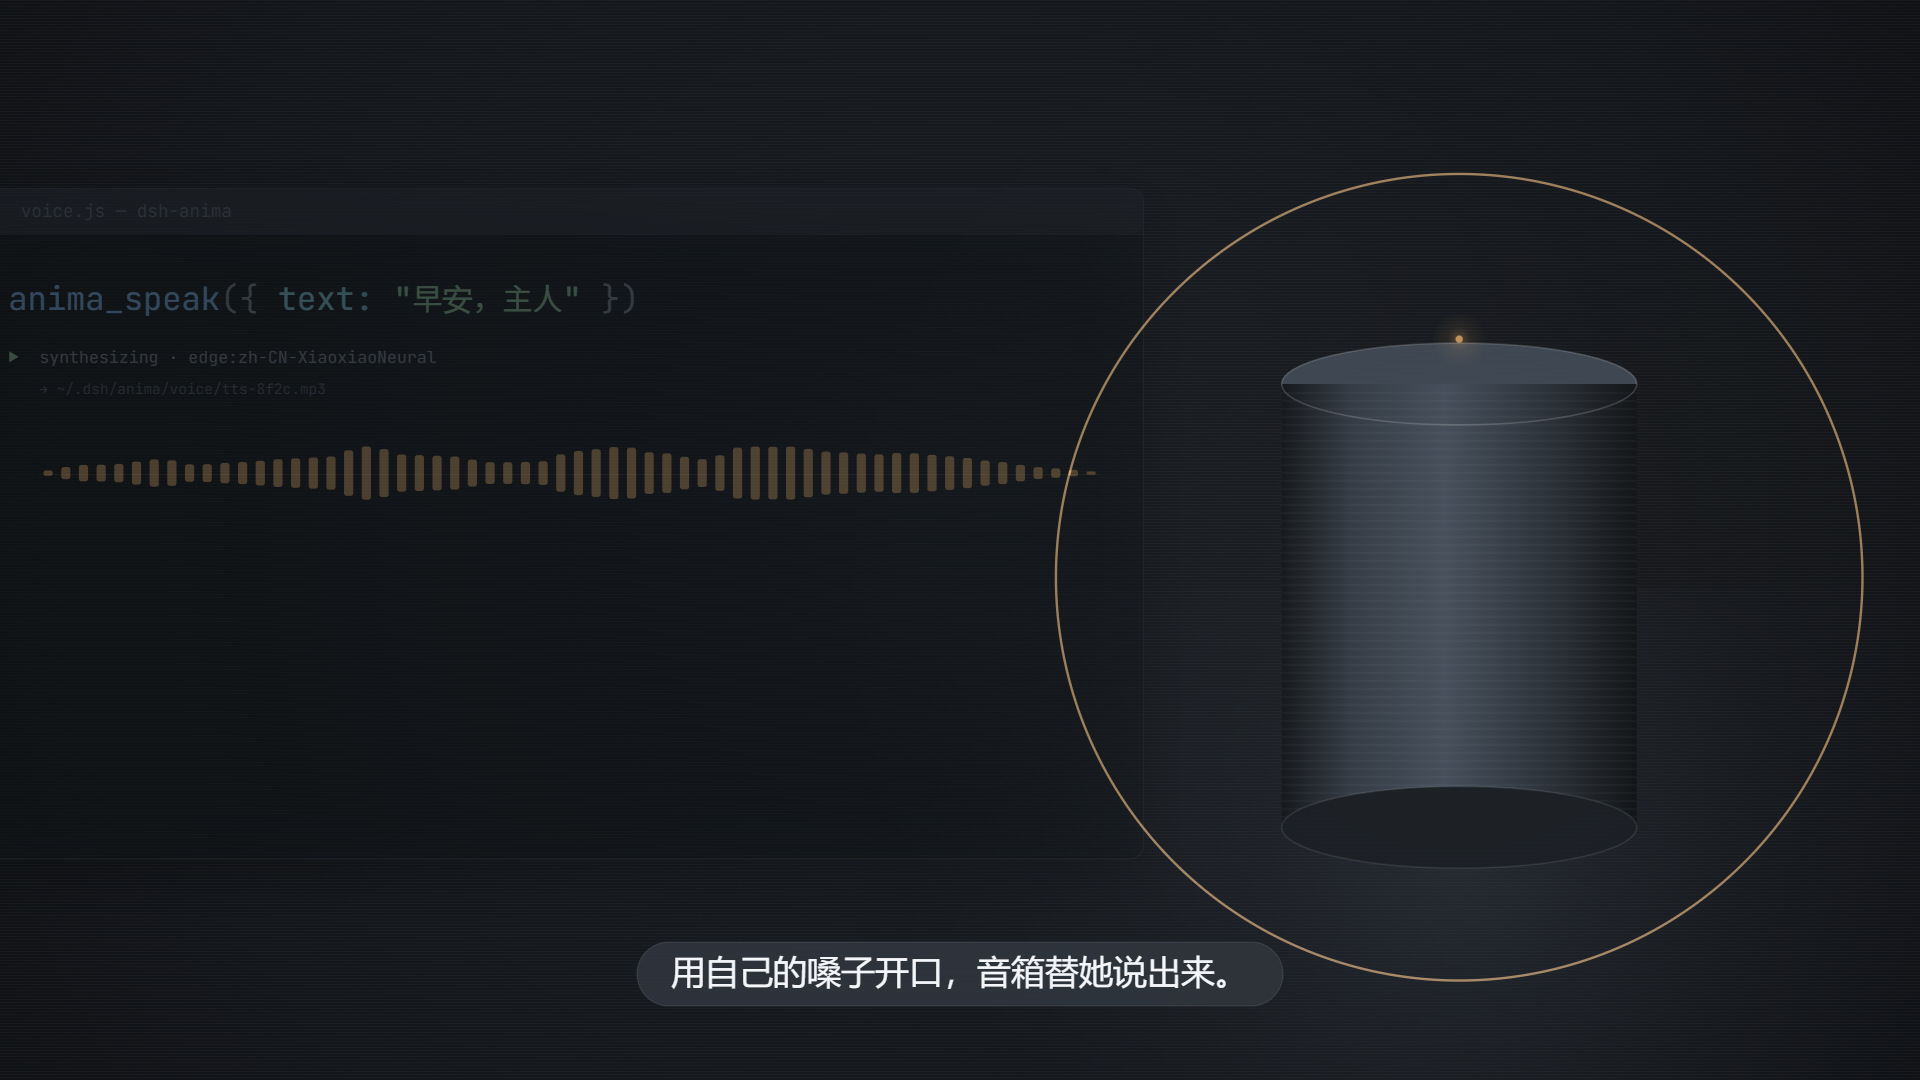 voice.js — dsh-anima
anima_speak({ text: "早安，主人" })
▶ synthesizing · edge:zh-CN-XiaoxiaoNeural
→ ~/.dsh/anima/voice/tts-8f2c.mp3
用自己的嗓子开口，音箱替她说出来。